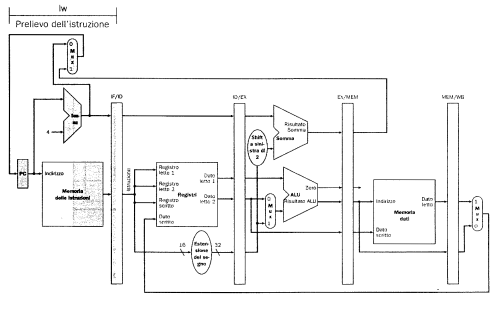 lw
Prelievo dell'istruzione
0
M
u
x
1
IF/ID
ID/EX
EX/MEM
MEM/WB
Somma
4
Shift
a sini-
stra di
2
Risultato
Somma
Somma
PC
Indirizzo
Memoria
delle istruzioni
Istruzione
Registro
letto 1
Registro
letto 2
Registri
Registro
scritto
Dato
scritto
Dato
letto 1
Dato
letto 2
0
M
u
x
1
ALU
Zero
Risultato ALU
Indirizzo
Dato
letto
Memoria
dati
Dato
scritto
1
M
u
x
0
16
Esten-
sione
del se-
gno
32